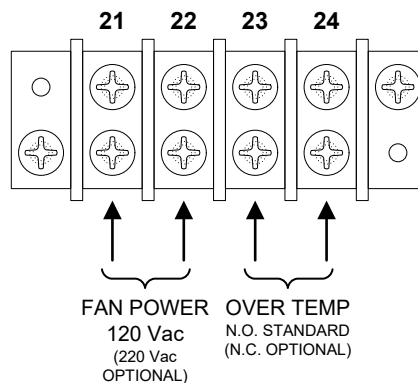 21 22 23 24
FAN POWER OVER TEMP
120 Vac N.O. STANDARD
(220 Vac (N.C. OPTIONAL)
OPTIONAL)